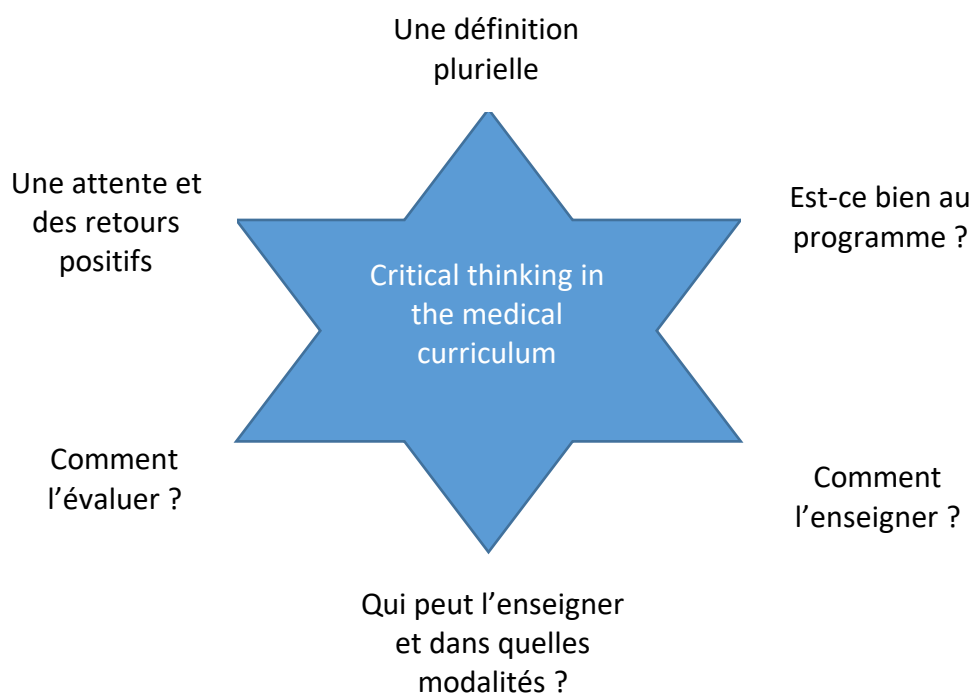 Une définition
plurielle
Une attente et
des retours
positifs
Est-ce bien au
programme ?
Critical thinking in
the medical
curriculum
Comment
l’évaluer ?
Comment
l’enseigner ?
Qui peut l’enseigner
et dans quelles
modalités ?